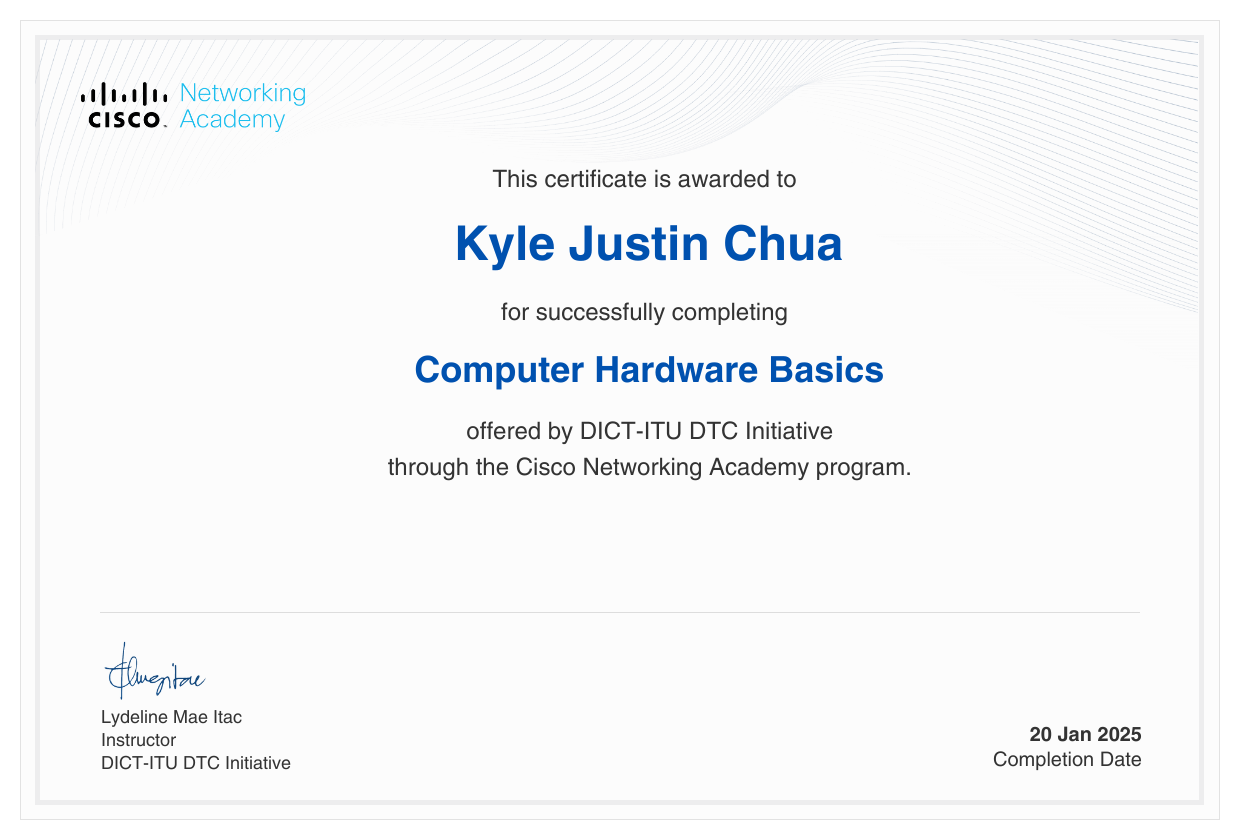 Networking
Academy
CISCO
This certificate is awarded to
Kyle Justin Chua
for successfully completing
Computer Hardware Basics
offered by DICT-ITU DTC Initiative
through the Cisco Networking Academy program.
Lydeline Mae Itac
Instructor
DICT-ITU DTC Initiative
20 Jan 2025
Completion Date